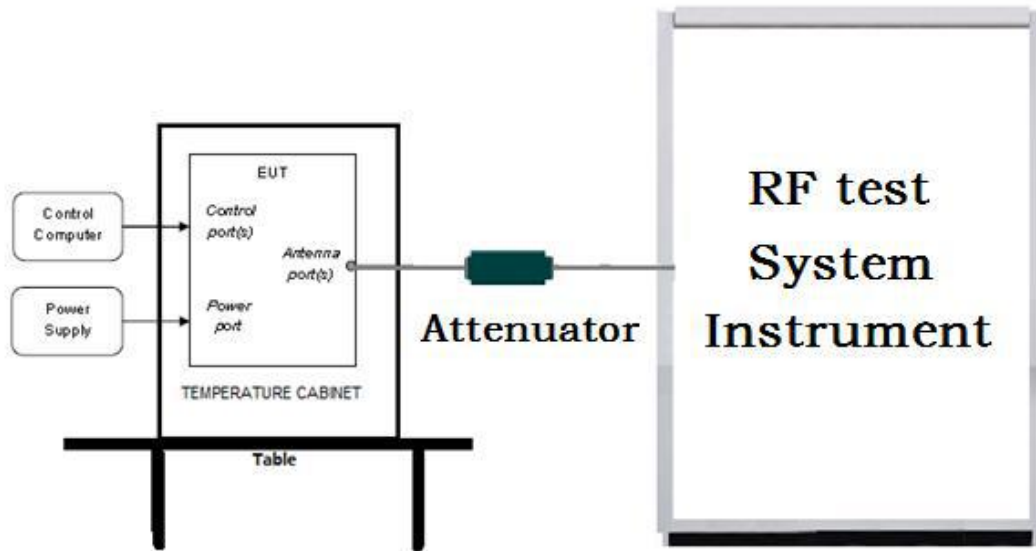 Control
Computer
Power
Supply
EUT
Control
port(s)
Antenna
port(s)
Power
port
TEMPERATURE CABINET
Table
Attenuator
RF test
System
Instrument